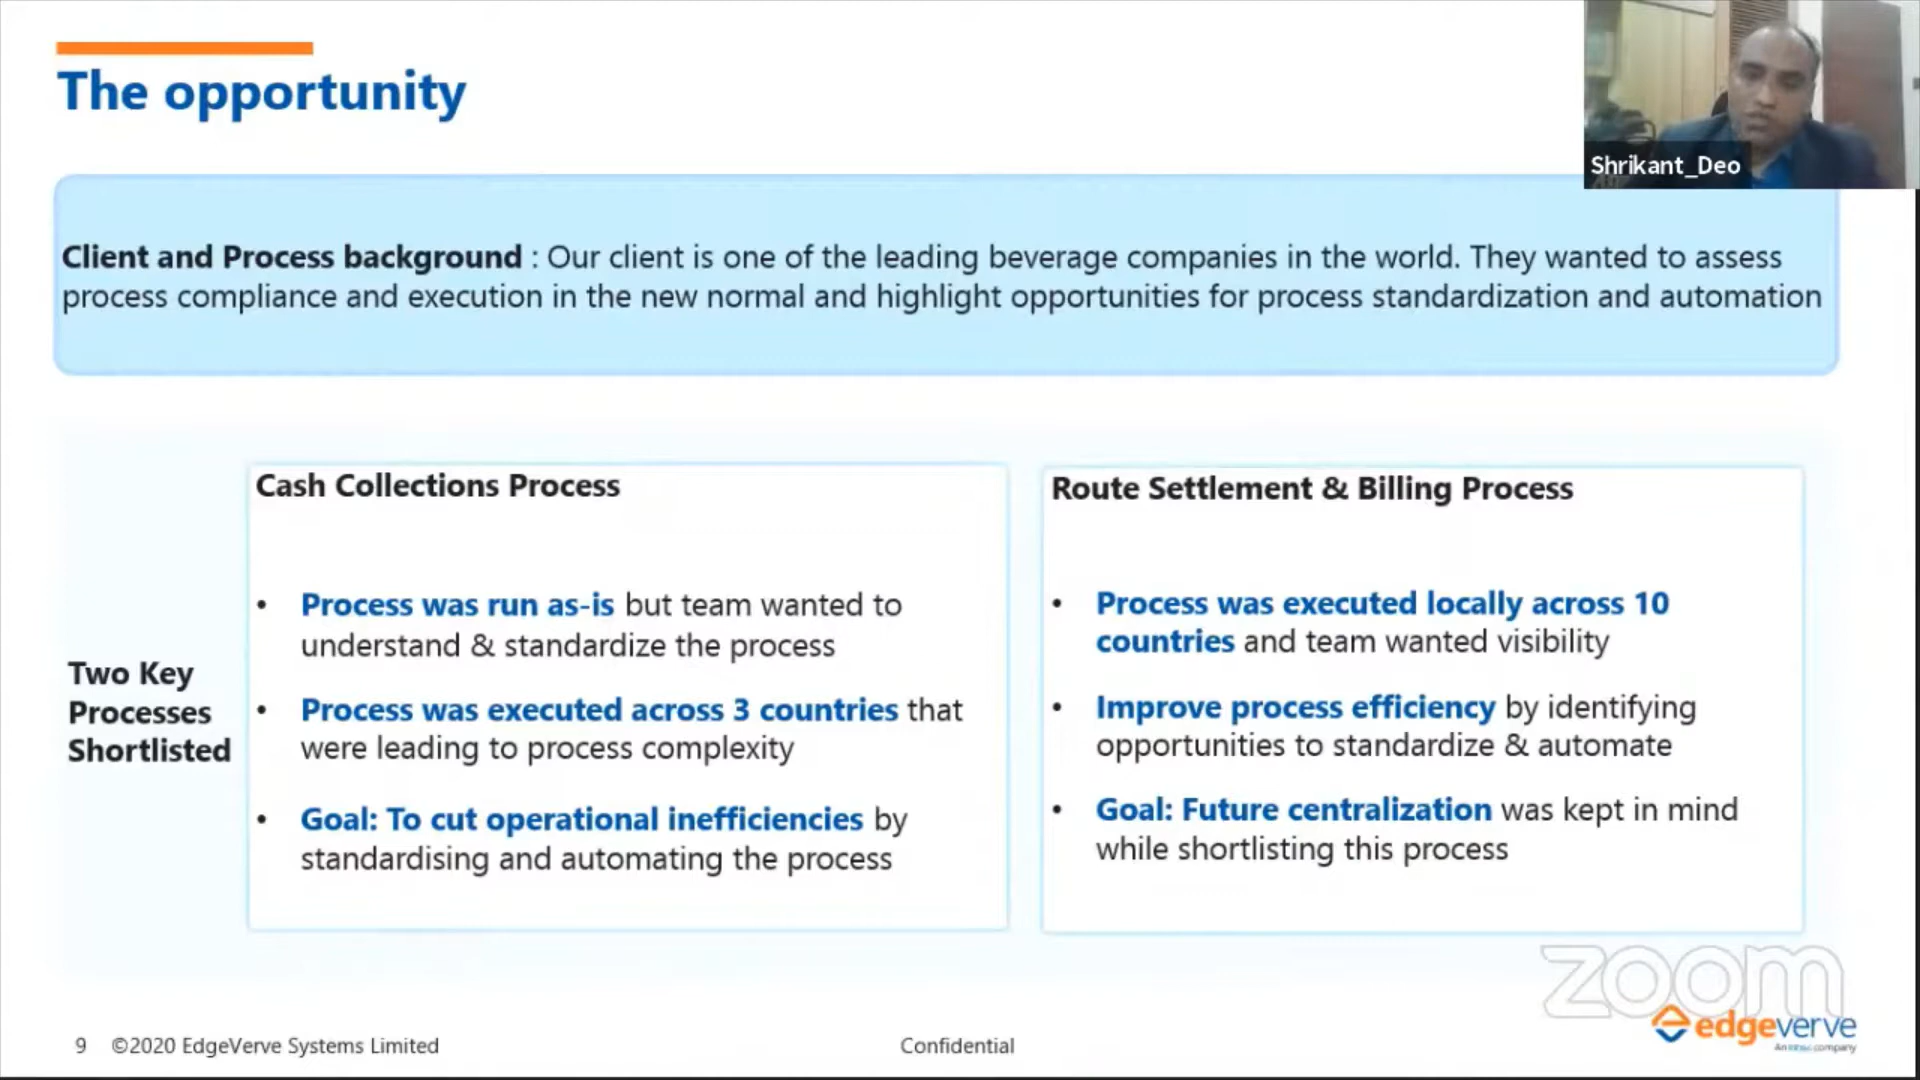 The opportunity
Shrikant_Deo
Client and Process background : Our client is one of the leading beverage companies in the world. They wanted to assess
process compliance and execution in the new normal and highlight opportunities for process standardization and automation
Two Key
Processes
Shortlisted
Cash Collections Process
• Process was run as-is but team wanted to
understand & standardize the process
• Process was executed across 3 countries that
were leading to process complexity
• Goal: To cut operational inefficiencies by
standardising and automating the process
Route Settlement & Billing Process
• Process was executed locally across 10
countries and team wanted visibility
• Improve process efficiency by identifying
opportunities to standardize & automate
• Goal: Future centralization was kept in mind
while shortlisting this process
zoom
edgeverve
An Infosys company
9 ©2020 EdgeVerve Systems Limited
Confidential